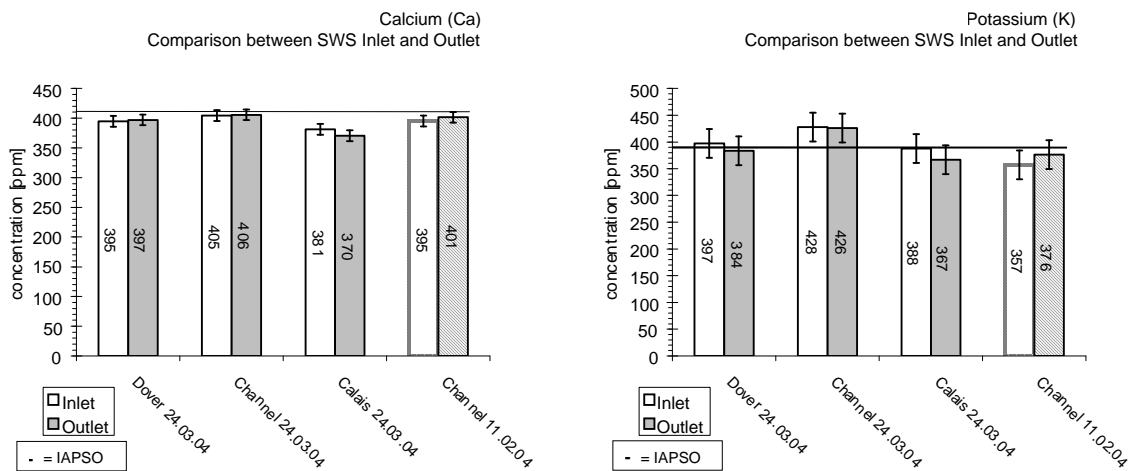 Calcium (Ca)
Comparison between SWS Inlet and Outlet
450
400
350
300
250
200
150
100
50
0
concentration [ppm]
395
397
405
406
381
370
395
401
Dover 24.03.04
Channel 24.03.04
Calais 24.03.04
Channel 11.02.04
Inlet
Outlet
- = IAPSO
Potassium (K)
Comparison between SWS Inlet and Outlet
500
450
400
350
300
250
200
150
100
50
0
concentration [ppm]
397
384
428
426
388
367
357
376
Dover 24.03.04
Channel 24.03.04
Calais 24.03.04
Channel 11.02.04
Inlet
Outlet
- = IAPSO